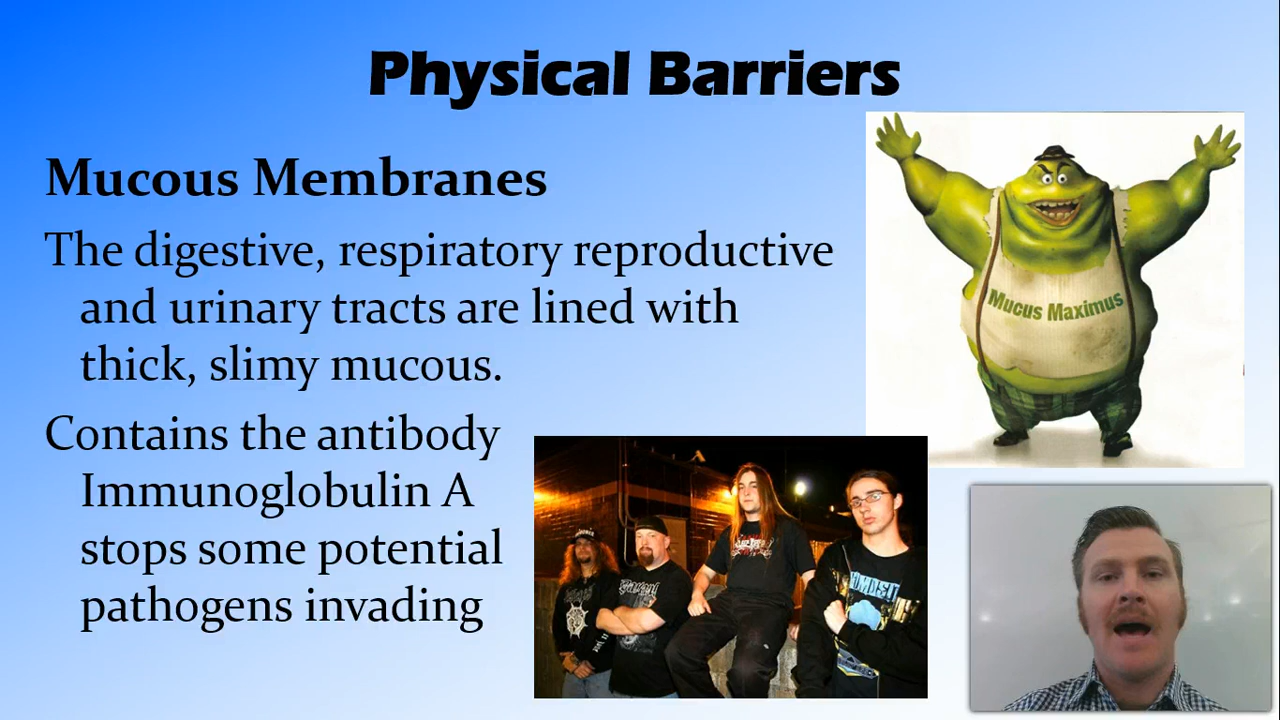 Physical Barriers
Mucous Membranes
The digestive, respiratory reproductive
and urinary tracts are lined with
thick, slimy mucous.
Mucus Maximus
Contains the antibody
Immunoglobulin A
stops some potential
pathogens invading